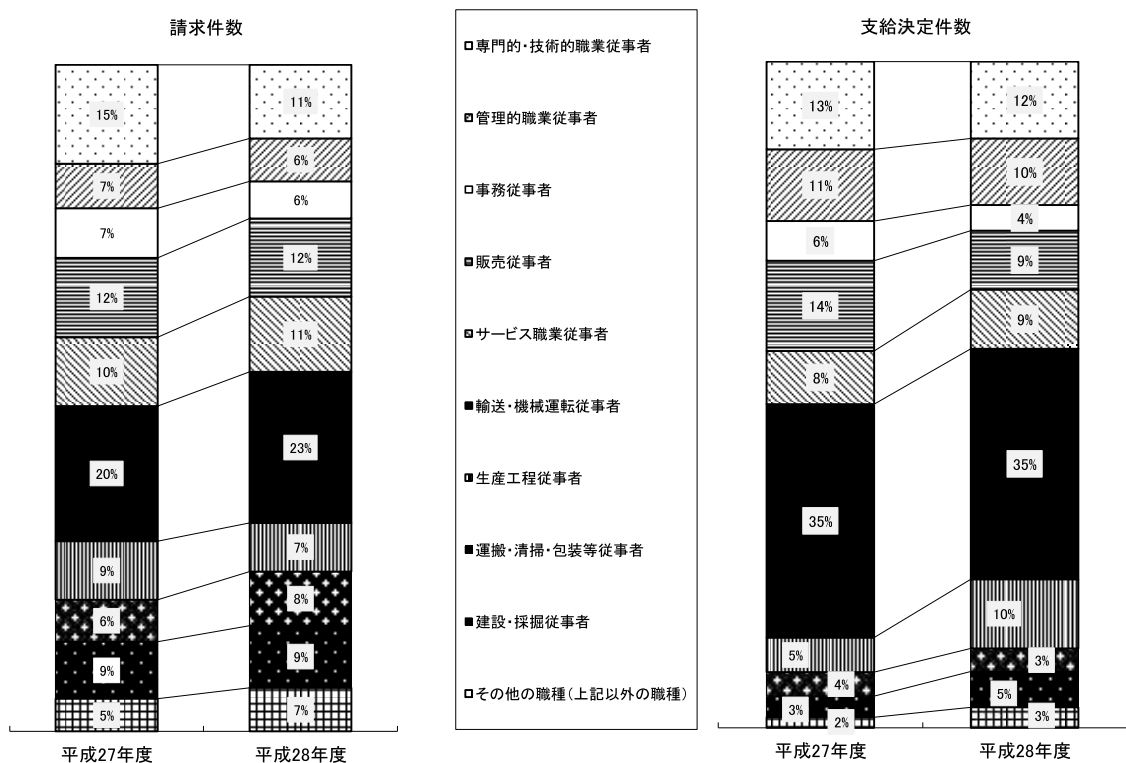 請求件数
15%
7%
7%
12%
10%
20%
9%
6%
9%
5%
平成27年度
11%
6%
6%
12%
11%
23%
7%
8%
9%
7%
平成28年度
専門的・技術的職業従事者
管理的職業従事者
事務従事者
販売従事者
サービス職業従事者
輸送・機械運転従事者
生産工程従事者
運搬・清掃・包装等従事者
建設・採掘従事者
その他の職種(上記以外の職種)
支給決定件数
13%
11%
6%
14%
8%
35%
5%
4%
3%
2%
平成27年度
12%
10%
4%
9%
9%
35%
10%
3%
5%
3%
平成28年度